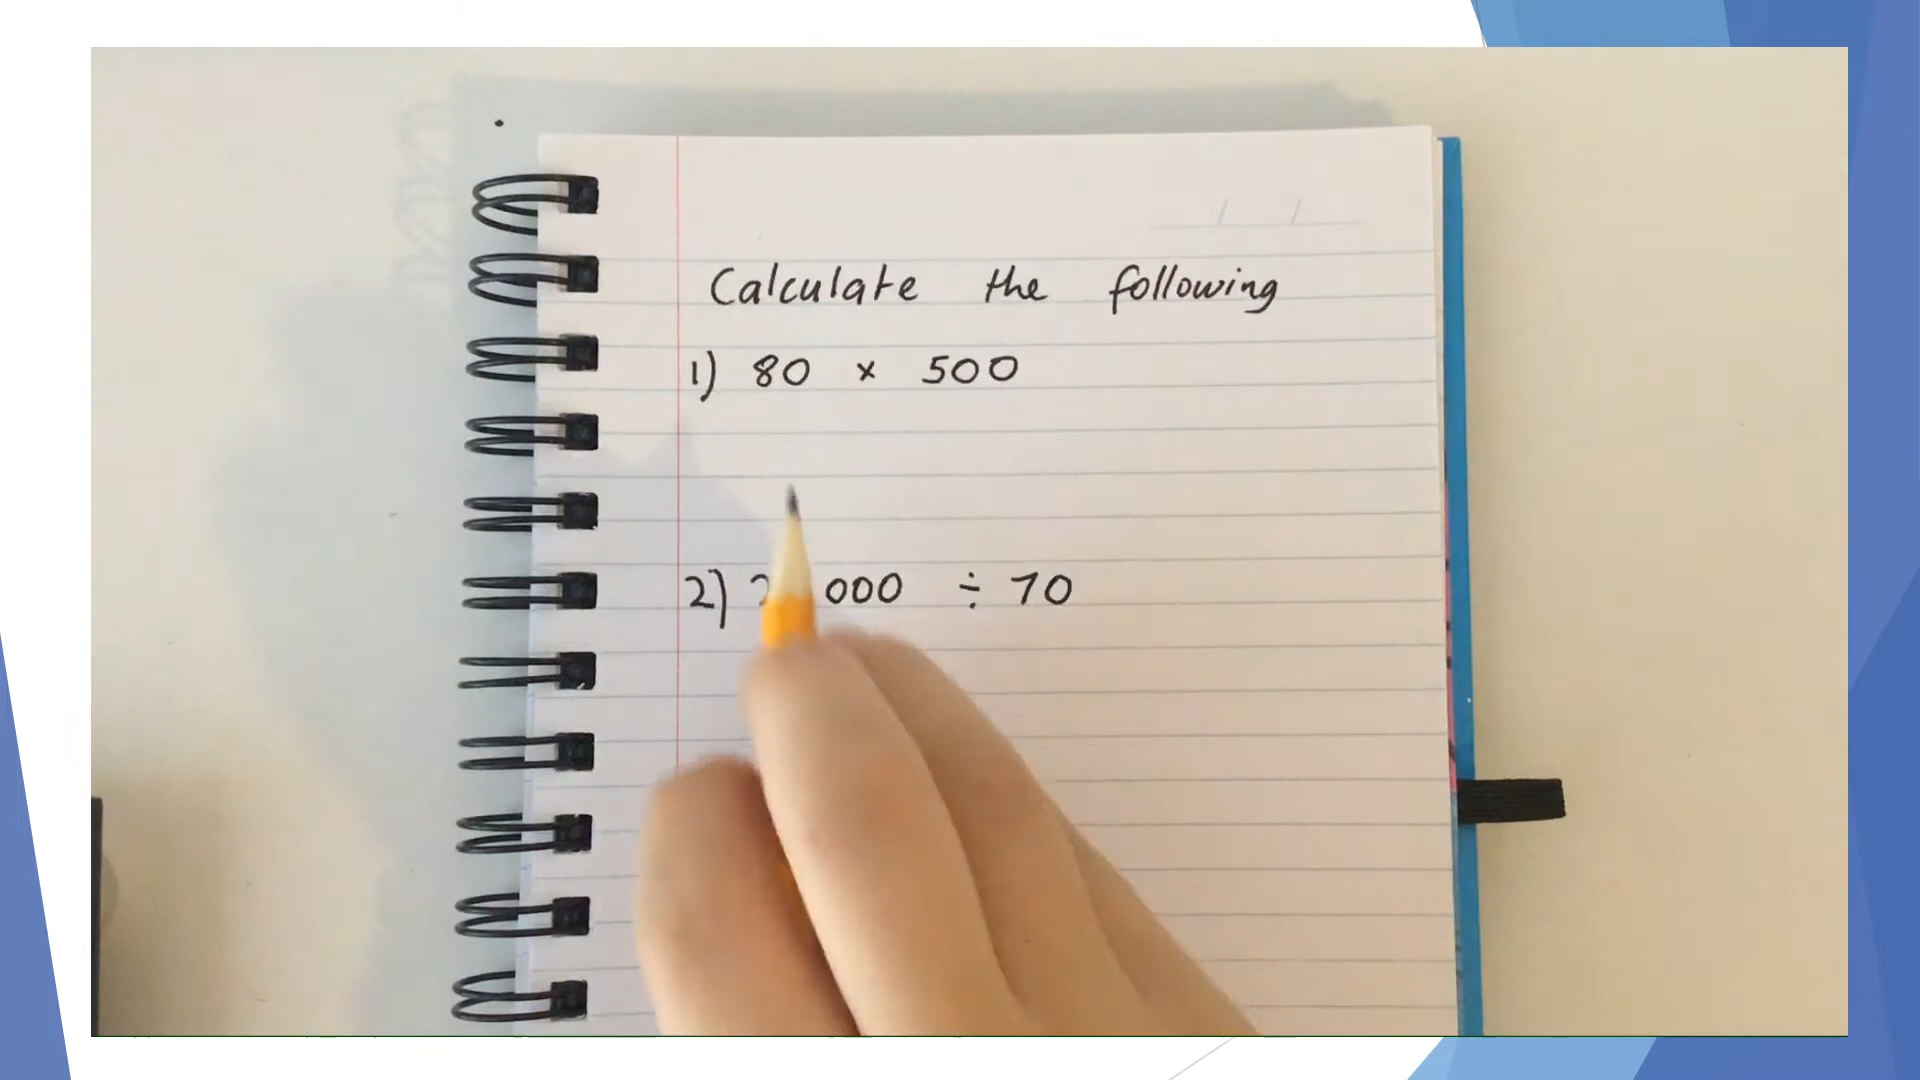 Calculate the following
1) 80 × 500
2) 000 ÷ 70